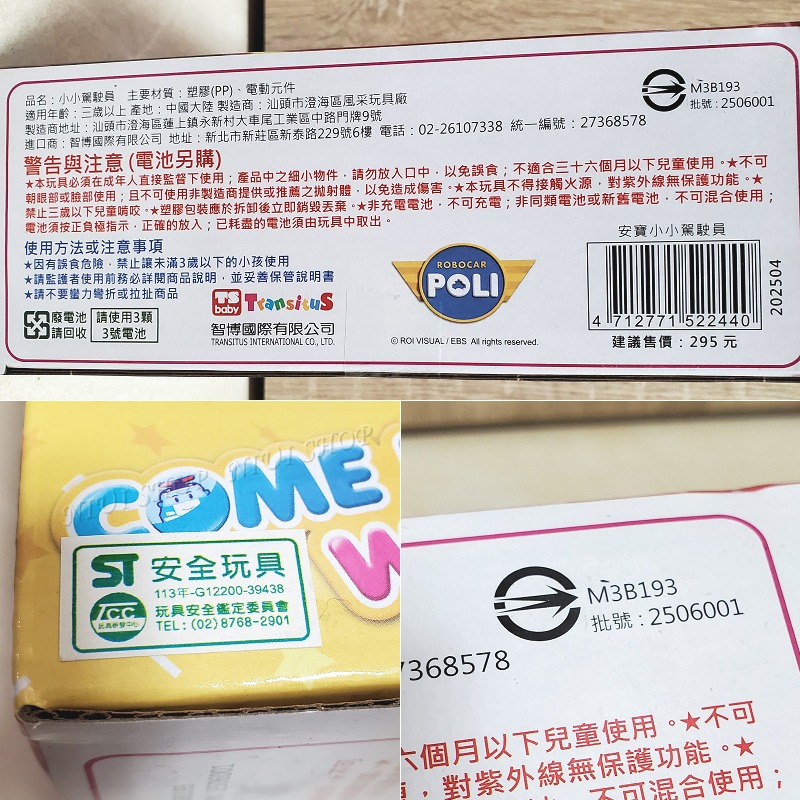 品名：小小駕駛員　主要材質：塑膠(PP)、電動元件
適用年齡：三歲以上 產地：中國大陸 製造商：汕頭市澄海區風采玩具廠
製造商地址：汕頭市澄海區蓮上鎮永新村大車尾工業區中路門牌9號
進口商：智博國際有限公司 地址：新北市新莊區新泰路229號6樓 電話：02-26107338 統一編號：27368578
M3B193
批號：2506001
警告與注意 (電池另購)
★本玩具必須在成年人直接監督下使用；產品中之細小物件，請勿放入口中，以免誤食；不適合三十六個月以下兒童使用。★不可
朝眼部或臉部使用；且不可使用非製造商提供或推薦之拋射體，以免造成傷害。★本玩具不得接觸火源，對紫外線無保護功能。★
禁止三歲以下兒童啃咬。★塑膠包裝應於拆卸後立即銷毀丟棄。★非充電電池，不可充電；非同類電池或新舊電池，不可混合使用；
電池須按正負極指示，正確的放入；已耗盡的電池須由玩具中取出。
使用方法或注意事項
★因有誤食危險，禁止讓未滿3歲以下的小孩使用
★請監護者使用前務必詳閱商品說明，並妥善保管說明書
★請不要蠻力彎折或拉扯商品
廢電池
請回收
請使用3顆
3號電池
TS baby
TransituS
智博國際有限公司
TRANSITUS INTERNATIONAL CO., LTD.
ROBOCAR
POLI
© ROI VISUAL / EBS All rights reserved.
安寶小小駕駛員
4 712771 522440
202504
建議售價：295元
MINJI SHOP
COME
W
ST 安全玩具
113年-G12200-39438
TCC
玩具研發中心
玩具安全鑑定委員會
TEL：(02)8768-2901
M3B193
批號：2506001
7368578
六個月以下兒童使用。★不可
，對紫外線無保護功能。★
不可混合使用；